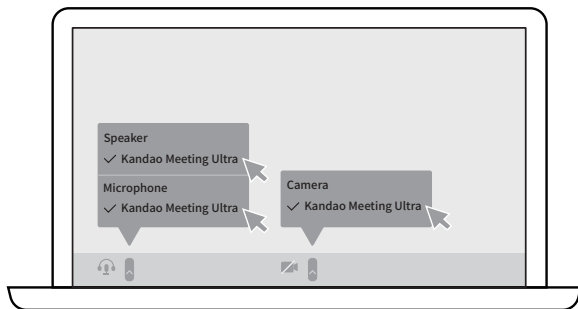 Speaker
✓ Kandao Meeting Ultra
Microphone
✓ Kandao Meeting Ultra
Camera
✓ Kandao Meeting Ultra